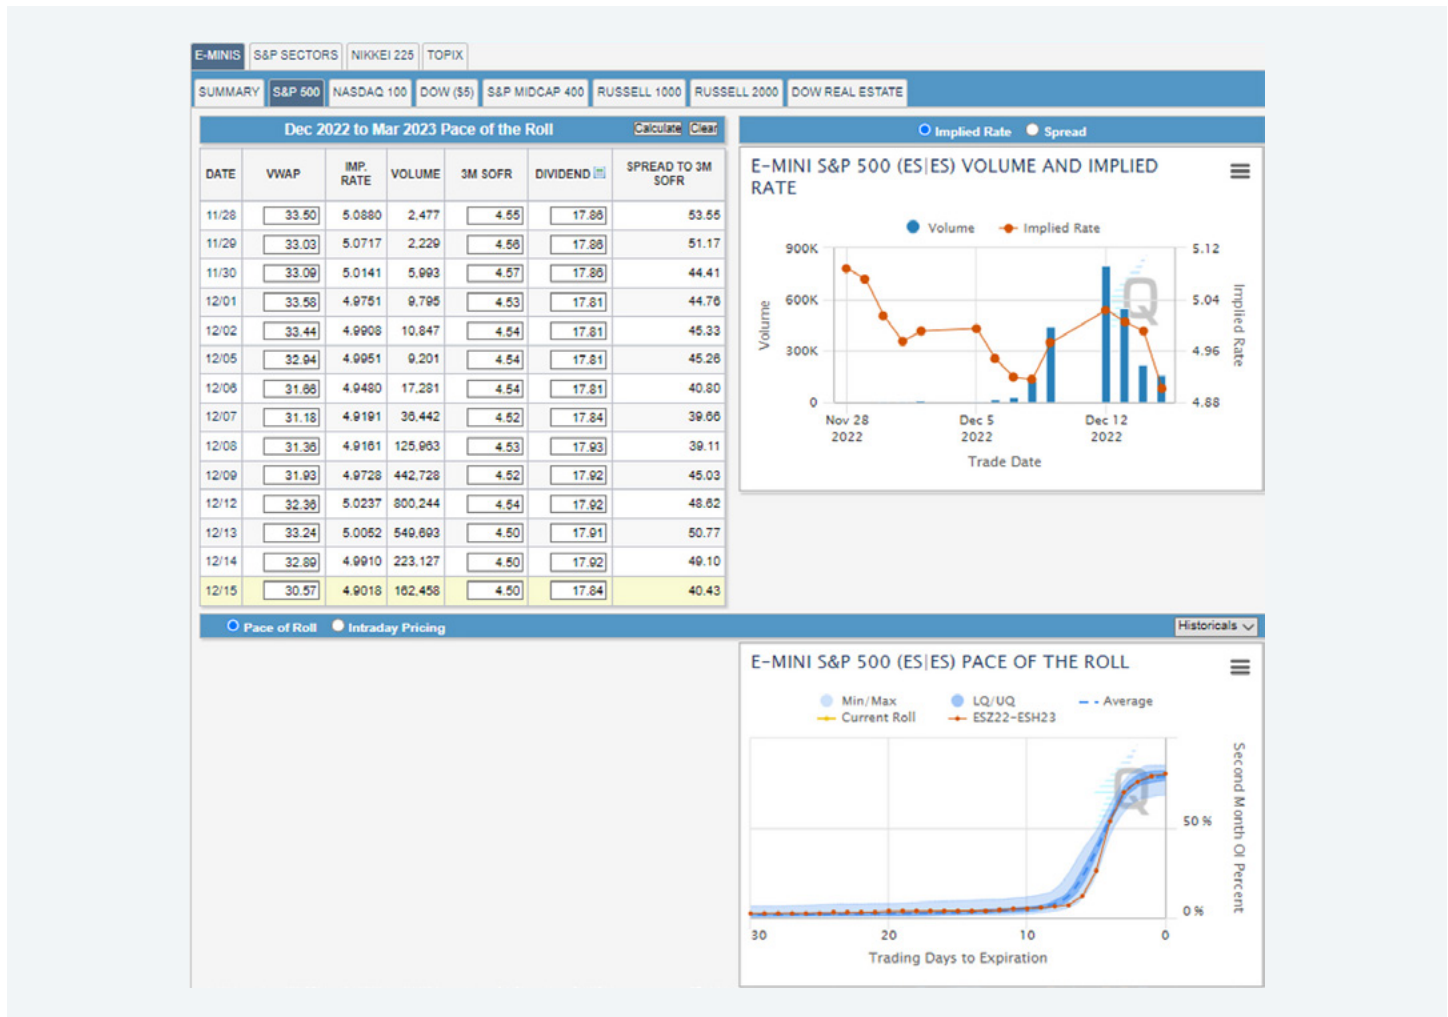 E-MINIS S&P SECTORS NIKKEI 225 TOPIX
SUMMARY S&P 500 NASDAQ 100 DOW ($5) S&P MIDCAP 400 RUSSELL 1000 RUSSELL 2000 DOW REAL ESTATE
Dec 2022 to Mar 2023 Pace of the Roll Calculate Clear
DATE VWAP IMP. RATE VOLUME 3M SOFR DIVIDEND SPREAD TO 3M SOFR
11/28 33.50 5.0880 2,477 4.55 17.86 53.55
11/29 33.03 5.0717 2,229 4.56 17.86 51.17
11/30 33.09 5.0141 5,993 4.57 17.86 44.41
12/01 33.58 4.9751 9,795 4.53 17.81 44.76
12/02 33.44 4.9908 10,847 4.54 17.81 45.33
12/05 32.94 4.9951 9,201 4.54 17.81 45.26
12/06 31.66 4.9480 17,281 4.54 17.81 40.80
12/07 31.18 4.9191 36,442 4.52 17.84 39.66
12/08 31.36 4.9161 125,963 4.53 17.93 39.11
12/09 31.93 4.9728 442,728 4.52 17.92 45.03
12/12 32.36 5.0237 800,244 4.54 17.92 48.62
12/13 33.24 5.0052 549,693 4.50 17.91 50.77
12/14 32.89 4.9910 223,127 4.50 17.92 49.10
12/15 30.57 4.9018 162,458 4.50 17.84 40.43
Implied Rate Spread
E-MINI S&P 500 (ES|ES) VOLUME AND IMPLIED
RATE
Volume Implied Rate
900K 5.12
600K 5.04
300K 4.96
0 4.88
Volume
Implied Rate
Nov 28 Dec 5 Dec 12
2022 2022 2022
Trade Date
Q
Pace of Roll Intraday Pricing Historicals
E-MINI S&P 500 (ES|ES) PACE OF THE ROLL
Min/Max LQ/UQ Average
Current Roll ESZ22-ESH23
50 %
0 %
Second Month OI Percent
30 20 10 0
Trading Days to Expiration
Q